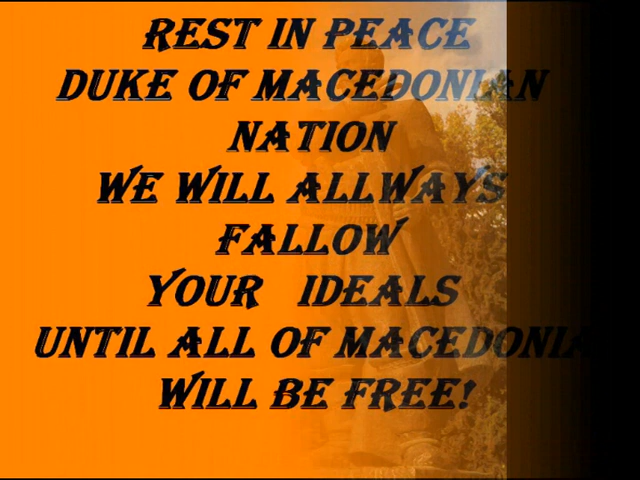 REST IN PEACE
DUKE OF MACEDONIAN
NATION
WE WILL ALLWAYS
FALLOW
YOUR IDEALS
UNTIL ALL OF MACEDONIA
WILL BE FREE!